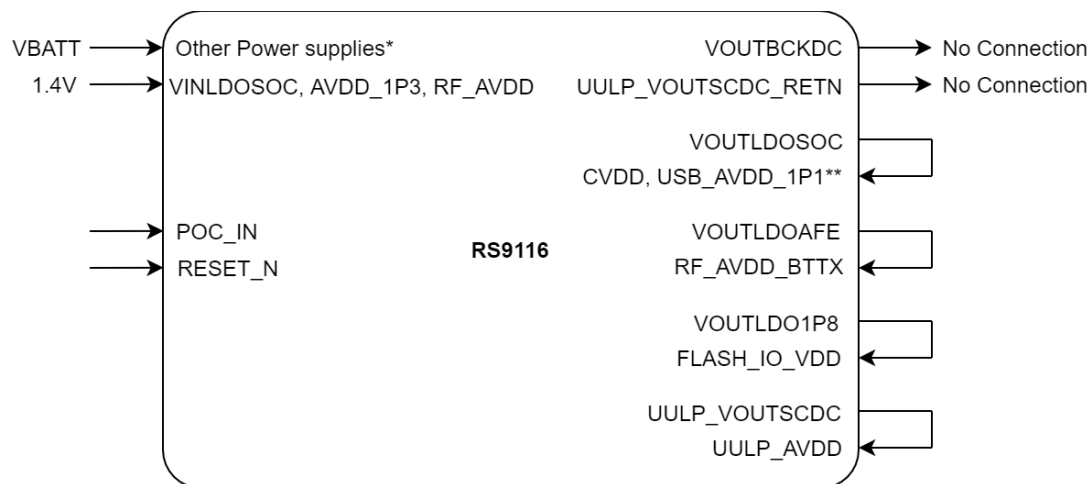 VBATT
Other Power supplies*
VOUTBCKDC
No Connection
1.4V
VINLDOSOC, AVDD_1P3, RF_AVDD
UULP_VOUTSCDC_RETN
No Connection
VOUTLDOSOC
CVDD, USB_AVDD_1P1**
POC_IN
VOUTLDOAFE
RS9116
RESET_N
RF_AVDD_BTTX
VOUTLDO1P8
FLASH_IO_VDD
UULP_VOUTSCDC
UULP_AVDD